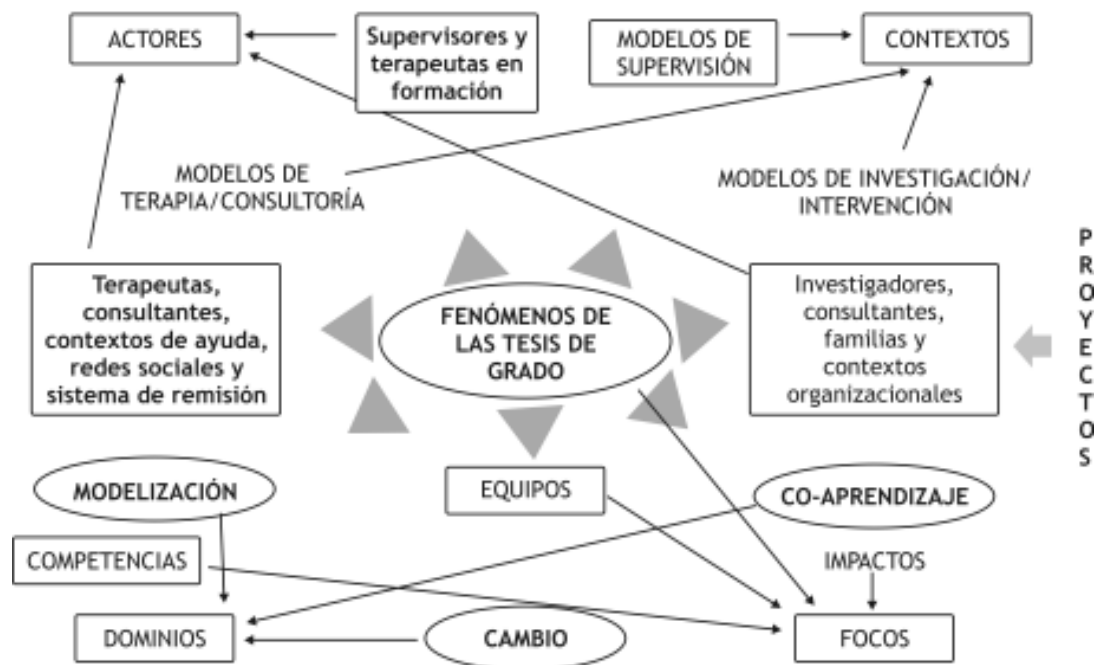 ACTORES
Supervisores y
terapeutas en
formación
MODELOS DE
SUPERVISIÓN
CONTEXTOS
MODELOS DE
TERAPIA/CONSULTORÍA
MODELOS DE INVESTIGACIÓN/
INTERVENCIÓN
Terapeutas,
consultantes,
contextos de ayuda,
redes sociales y
sistema de remisión
FENÓMENOS DE
LAS TESIS DE
GRADO
Investigadores,
consultantes,
familias y
contextos
organizacionales
PROYECTOS
MODELIZACIÓN
EQUIPOS
CO-APRENDIZAJE
COMPETENCIAS
IMPACTOS
DOMINIOS
CAMBIO
FOCOS